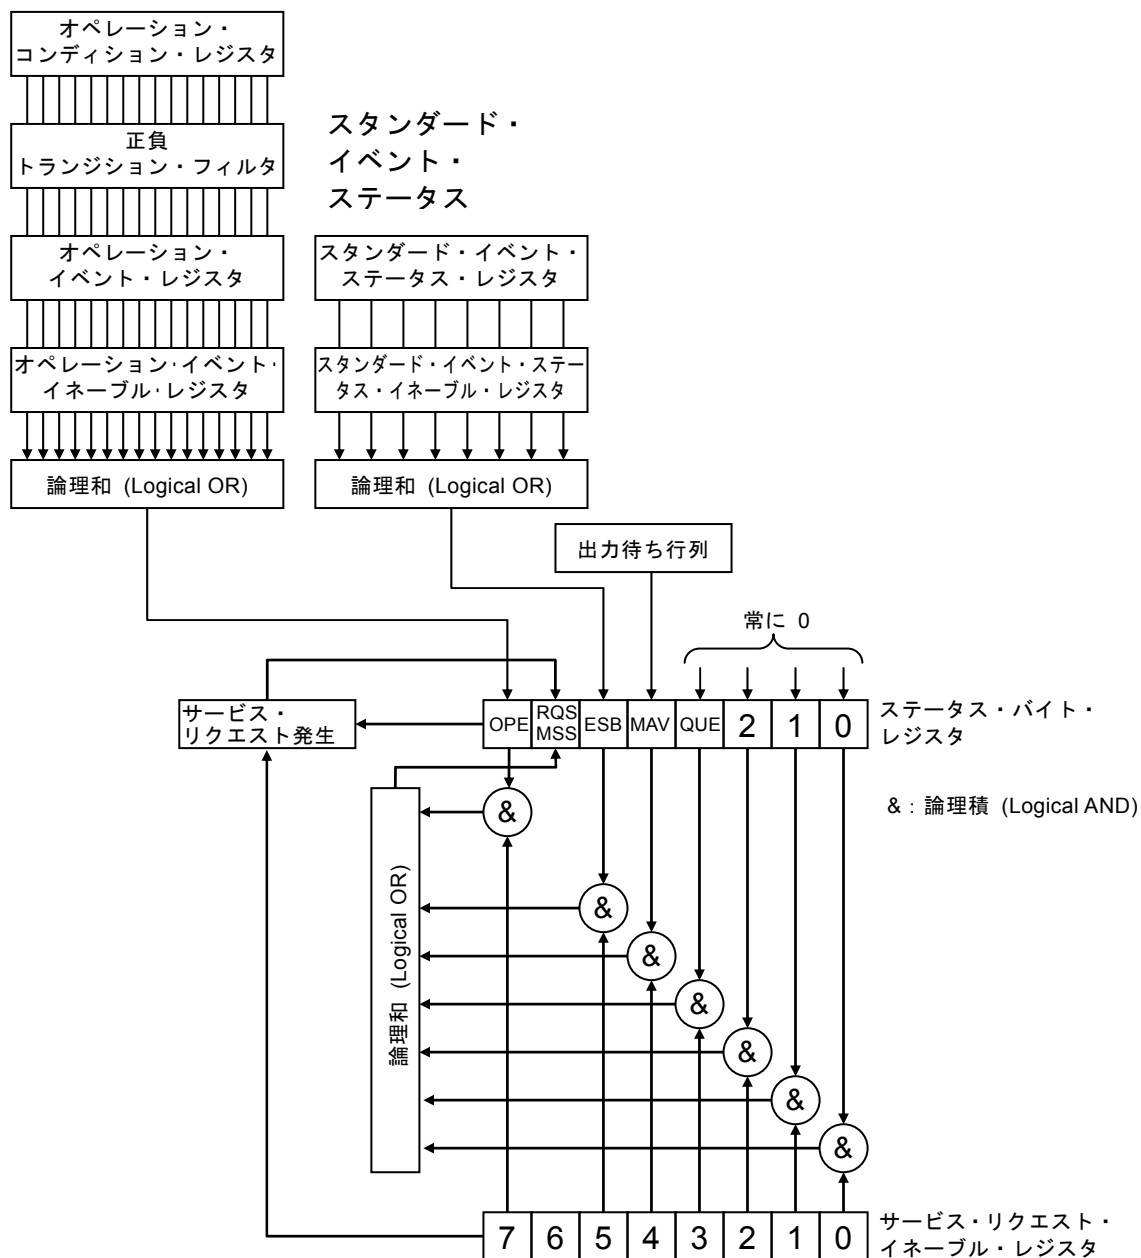 オペレーション・
コンディション・レジスタ
正負
トランジション・フィルタ
スタンダード・
イベント・
ステータス
オペレーション・
イベント・レジスタ
スタンダード・イベント・
ステータス・レジスタ
オペレーション・イベント・
イネーブル・レジスタ
スタンダード・イベント・ステー
タス・イネーブル・レジスタ
論理和 (Logical OR)
論理和 (Logical OR)
出力待ち行列
常に 0
サービス・
リクエスト発生
OPE
RQS
MSS
ESB
MAV
QUE
2
1
0
ステータス・バイト・
レジスタ
&：論理積 (Logical AND)
&
&
&
&
&
&
&
論理和 (Logical OR)
7
6
5
4
3
2
1
0
サービス・リクエスト・
イネーブル・レジスタ